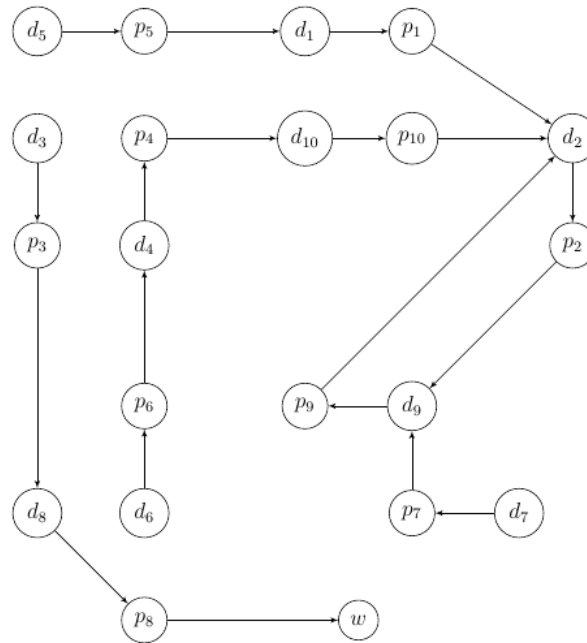 d₅ p₅ d₁ p₁
d₃ p₄ d₁₀ p₁₀ d₂
p₃ d₄ p₂
p₆ p₉ d₉
d₈ d₆ p₇ d₇
p₈ w